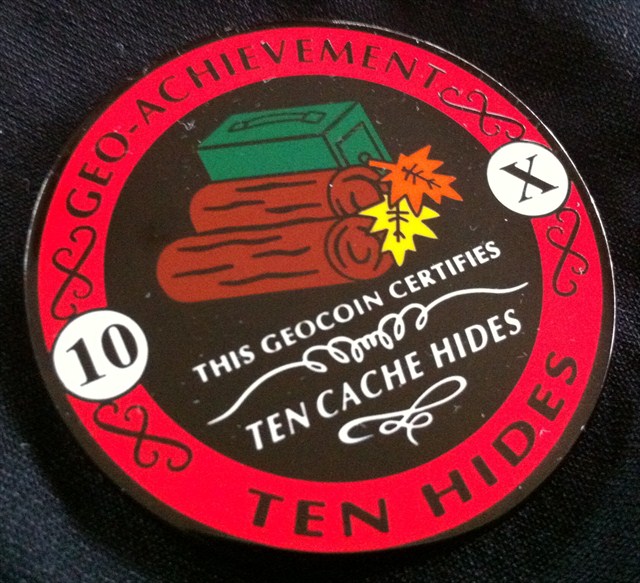 GEO-ACHIEVEMENT
X
THIS GEOCOIN CERTIFIES
10
TEN CACHE HIDES
TEN HIDES